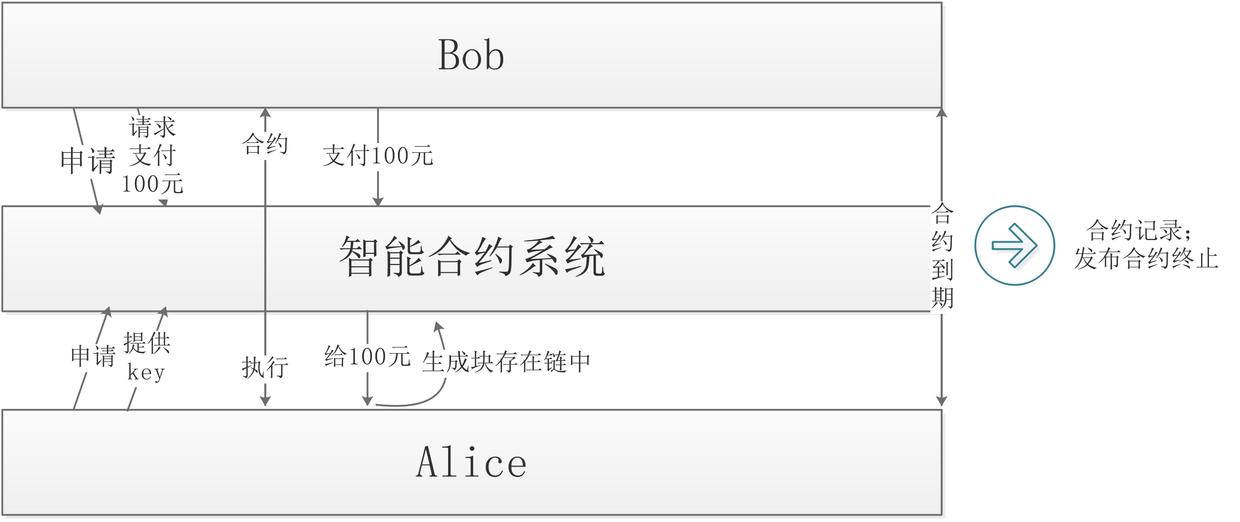 Bob
申请
请求
支付
100元
合约
支付100元
智能合约系统
合
约
到
期
合约记录;
发布合约终止
申请
提供
key
执行
给100元
生成块存在链中
Alice